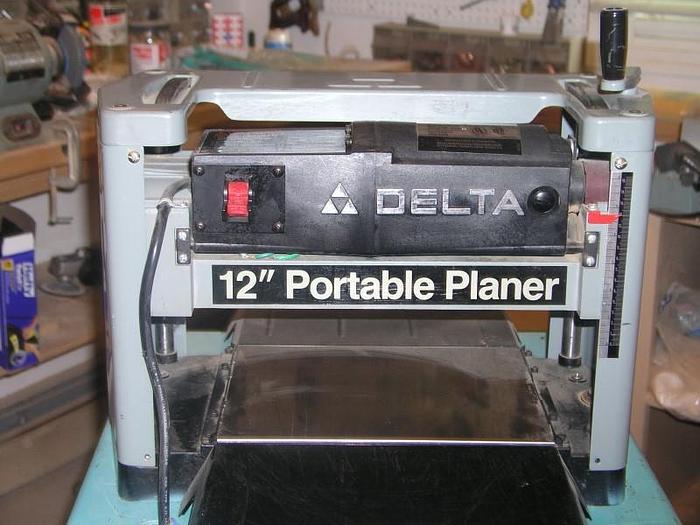 DELTA
12" Portable Planer